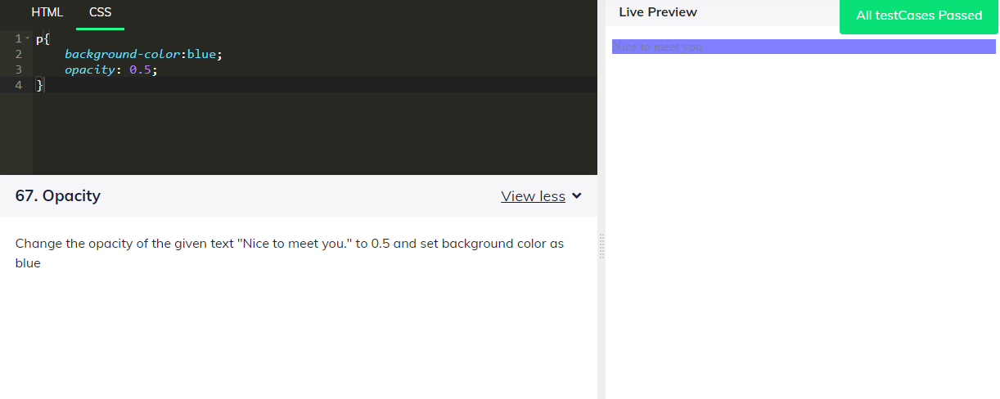 HTML CSS
1 p{
2 background-color:blue;
3 opacity: 0.5;
4 }
67. Opacity View less
Change the opacity of the given text "Nice to meet you." to 0.5 and set background color as
blue
Live Preview
All testCases Passed
Nice to meet you.